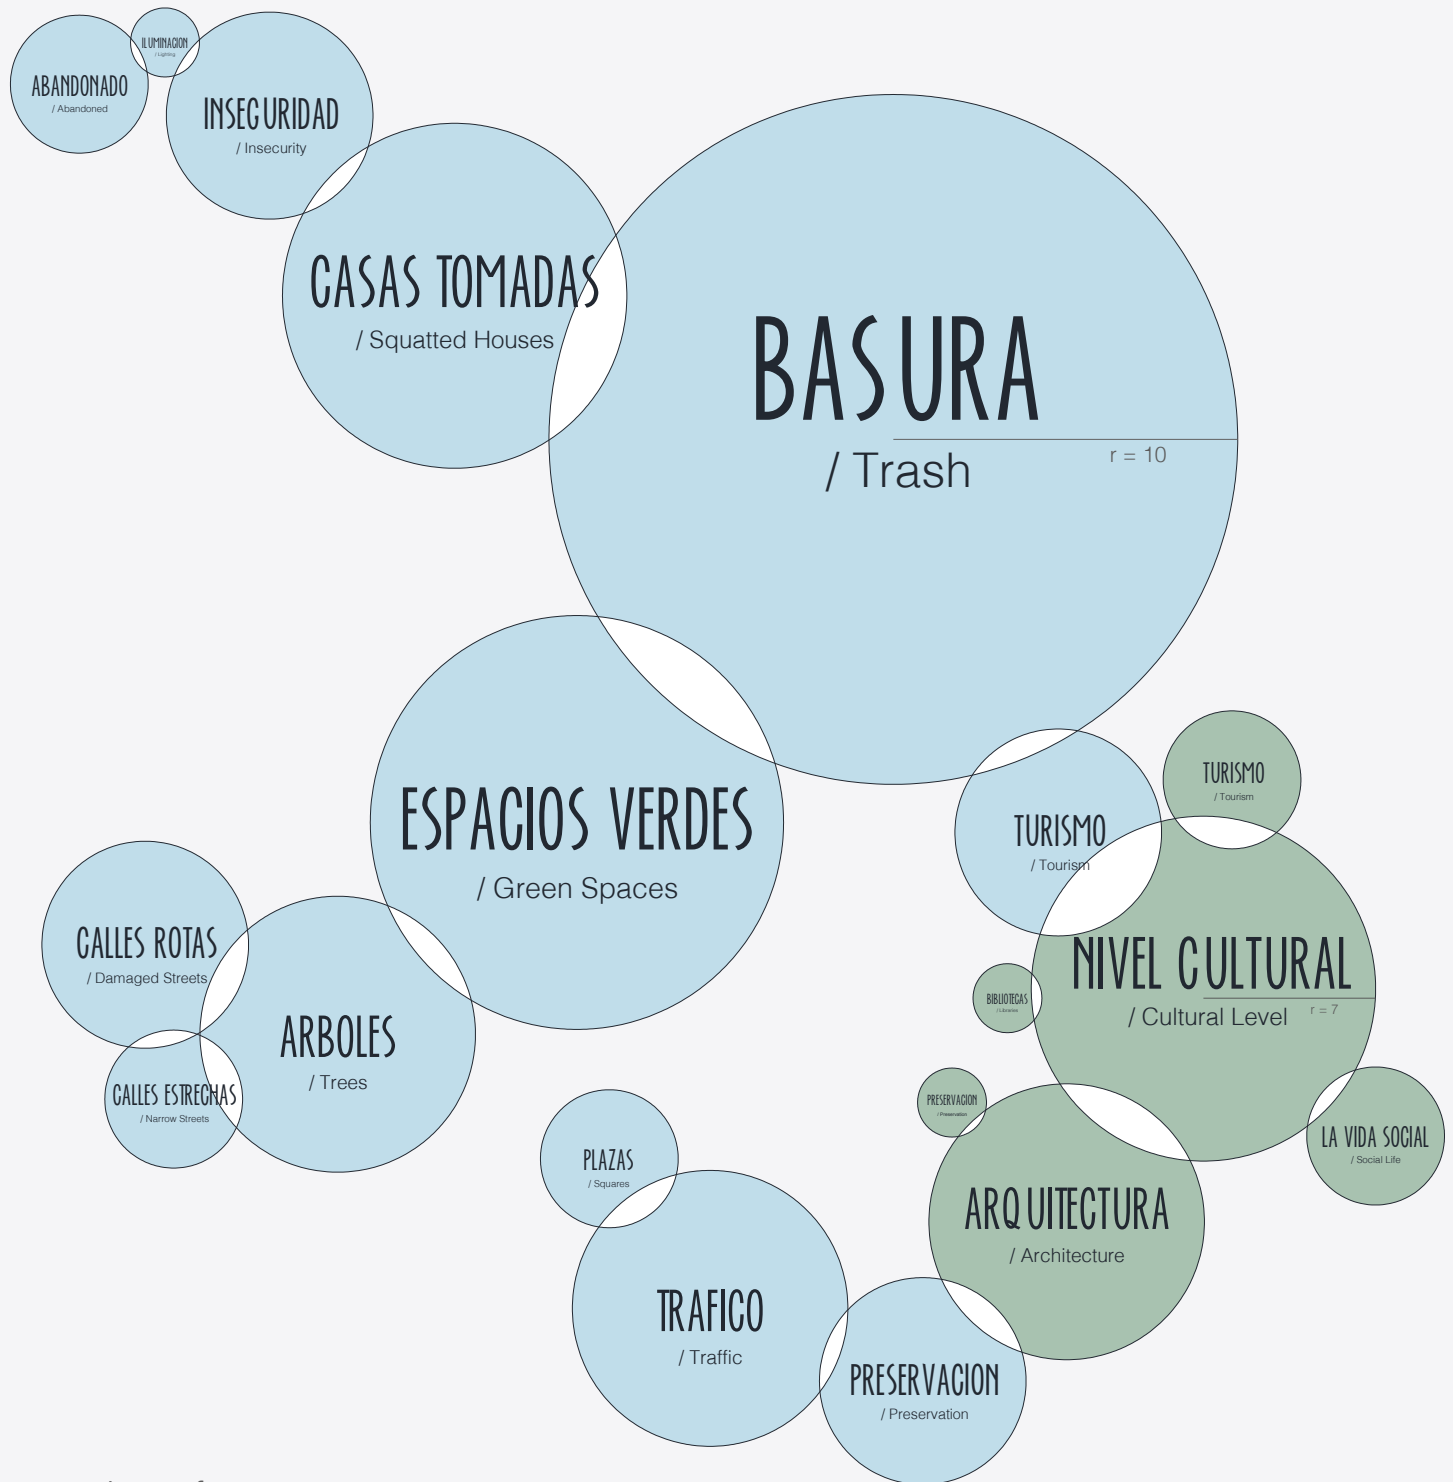 ILUMINACION
/ Lighting
ABANDONADO
/ Abandoned
INSEGURIDAD
/ Insecurity
CASAS TOMADAS
/ Squatted Houses
BASURA
/ Trash
r = 10
ESPACIOS VERDES
/ Green Spaces
TURISMO
/ Tourism
TURISMO
/ Tourism
CALLES ROTAS
/ Damaged Streets
NIVEL CULTURAL
/ Cultural Level
r = 7
BIBLIOTECAS
/ Libraries
ARBOLES
/ Trees
CALLES ESTRECHAS
/ Narrow Streets
PRESERVACION
/ Preservation
LA VIDA SOCIAL
/ Social Life
PLAZAS
/ Squares
ARQUITECTURA
/ Architecture
TRAFICO
/ Traffic
PRESERVACION
/ Preservation